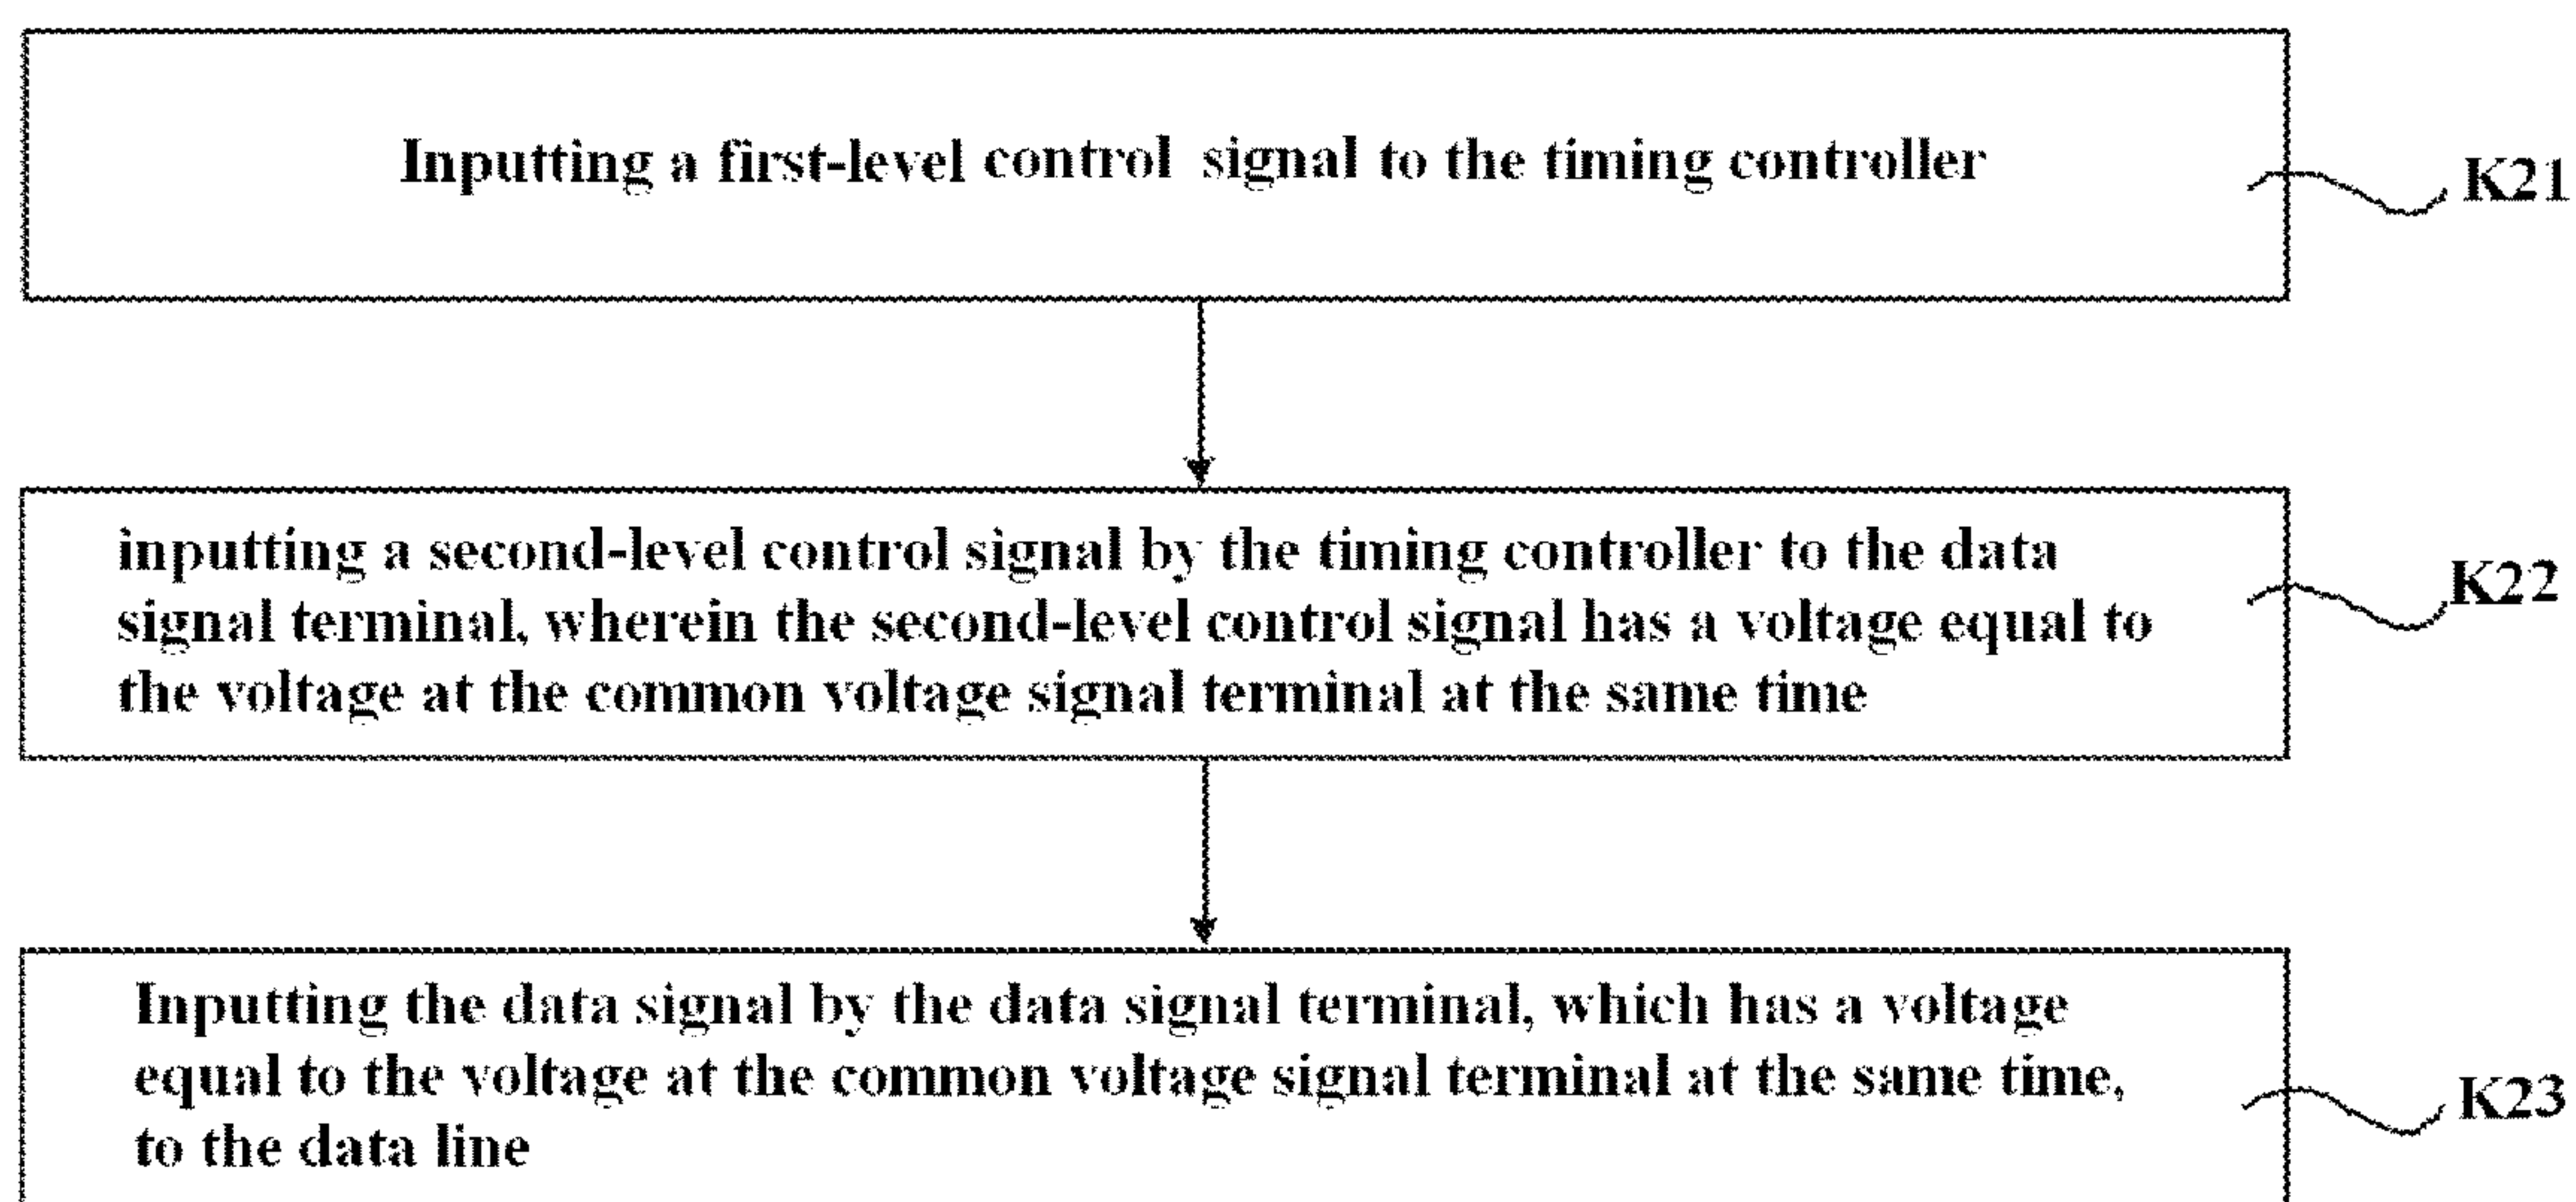 Inputting a first-level control signal to the timing controller
K21
inputting a second-level control signal by the timing controller to the data
signal terminal, wherein the second-level control signal has a voltage equal to
the voltage at the common voltage signal terminal at the same time
K22
Inputting the data signal by the data signal terminal, which has a voltage
equal to the voltage at the common voltage signal terminal at the same time,
to the data line
K23